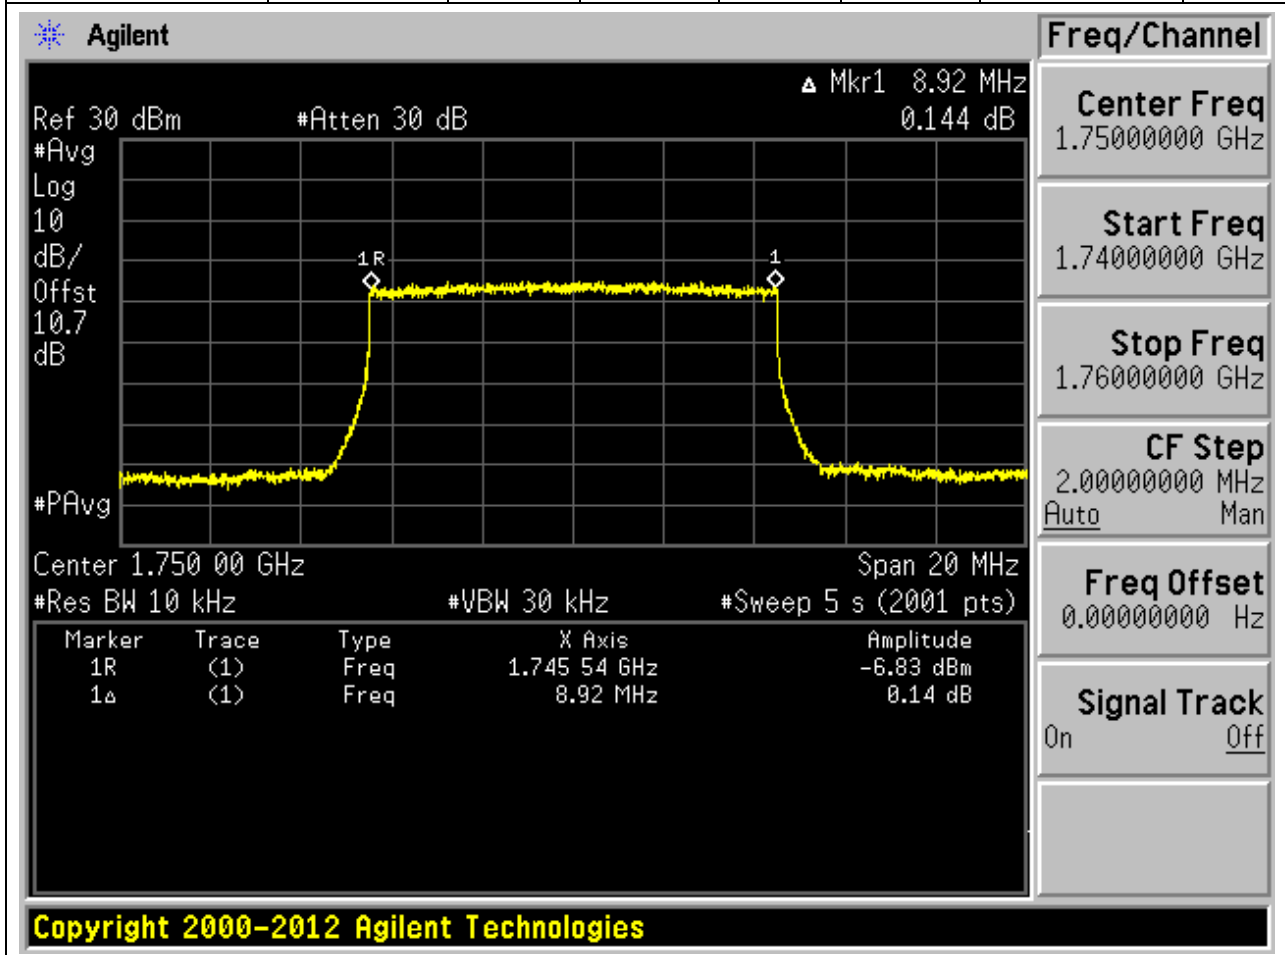 Agilent
Freq/Channel
▵ Mkr1 8.92 MHz
Ref 30 dBm #Atten 30 dB 0.144 dB
#Avg
Log
10
dB/
Offst
10.7
dB
1R 1
#PAvg
Center 1.750 00 GHz Span 20 MHz
#Res BW 10 kHz #VBW 30 kHz #Sweep 5 s (2001 pts)
Marker Trace Type X Axis Amplitude
1R (1) Freq 1.745 54 GHz -6.83 dBm
1▵ (1) Freq 8.92 MHz 0.14 dB
Center Freq
1.75000000 GHz
Start Freq
1.74000000 GHz
Stop Freq
1.76000000 GHz
CF Step
2.00000000 MHz
Auto Man
Freq Offset
0.00000000 Hz
Signal Track
On Off
Copyright 2000-2012 Agilent Technologies